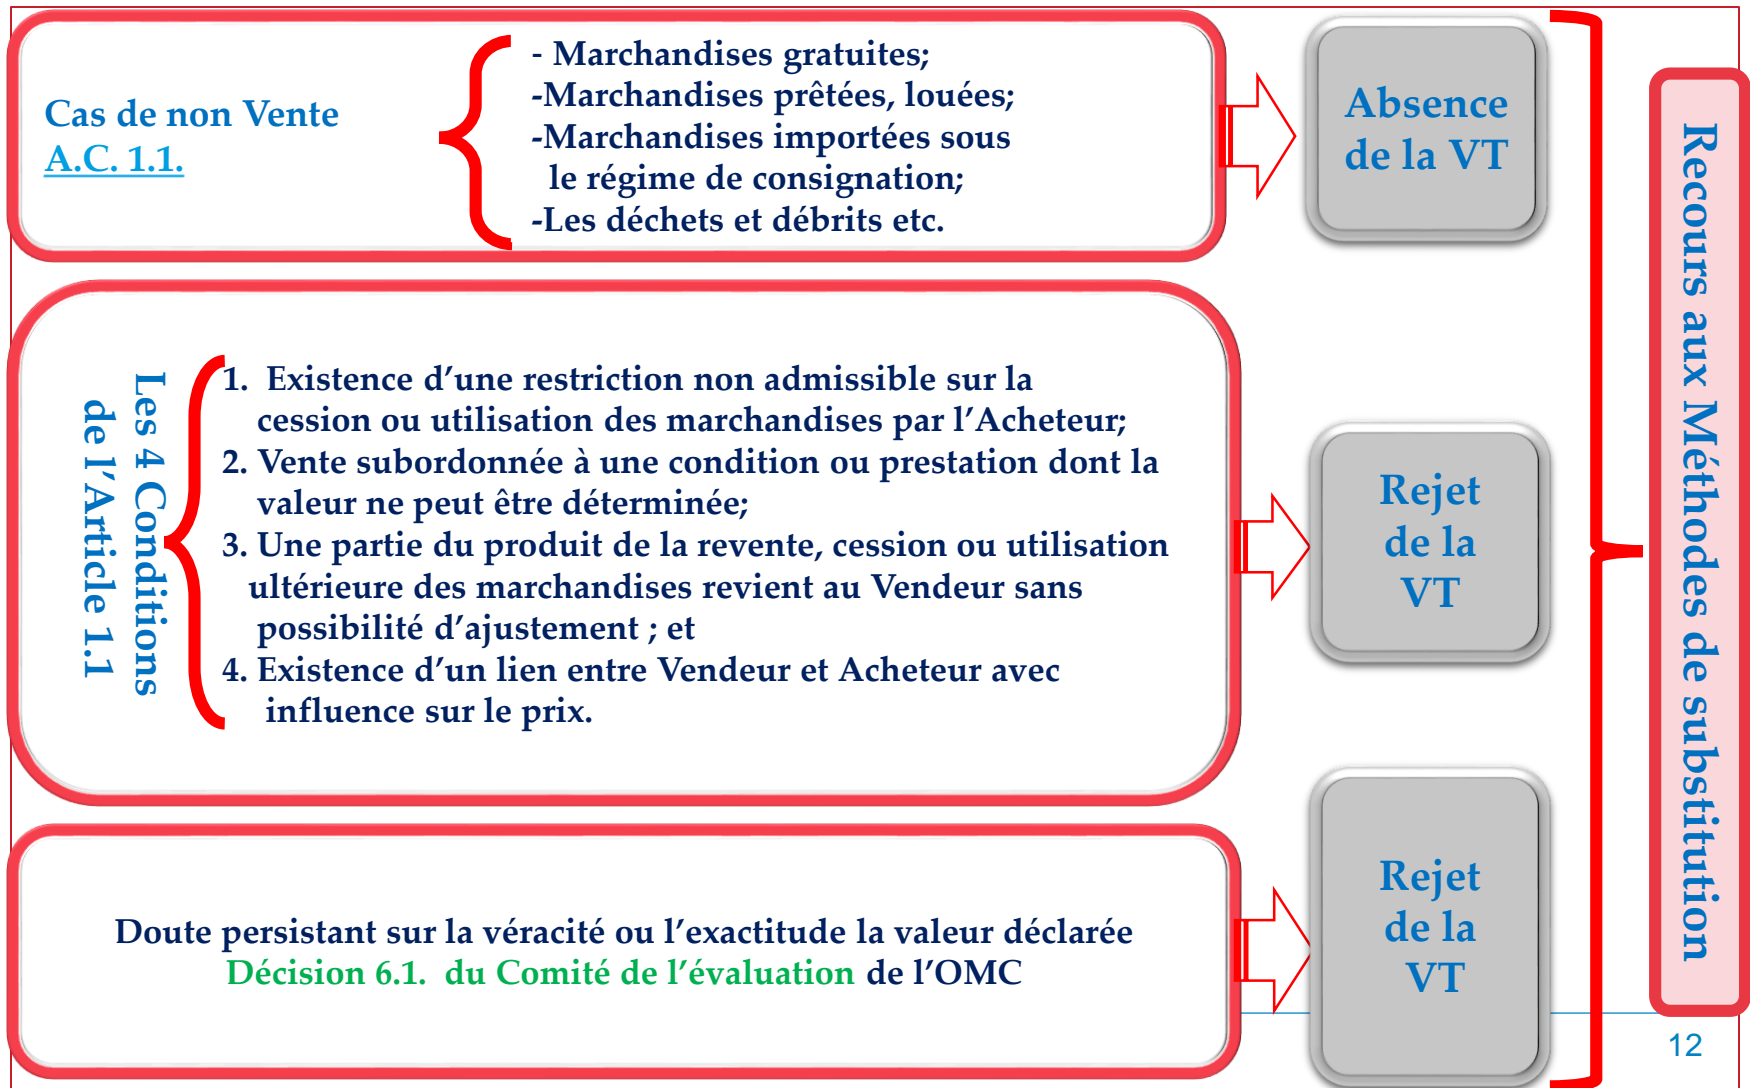 Cas de non Vente
A.C. 1.1.
- Marchandises gratuites;
-Marchandises prêtées, louées;
-Marchandises importées sous
le régime de consignation;
-Les déchets et débrits etc.
Absence
de la VT
Les 4 Conditions
de l’Article 1.1
1. Existence d’une restriction non admissible sur la
cession ou utilisation des marchandises par l’Acheteur;
2. Vente subordonnée à une condition ou prestation dont la
valeur ne peut être déterminée;
3. Une partie du produit de la revente, cession ou utilisation
ultérieure des marchandises revient au Vendeur sans
possibilité d’ajustement ; et
4. Existence d’un lien entre Vendeur et Acheteur avec
influence sur le prix.
Rejet
de la
VT
Doute persistant sur la véracité ou l’exactitude la valeur déclarée
Décision 6.1. du Comité de l’évaluation de l’OMC
Rejet
de la
VT
Recours aux Méthodes de substitution
12